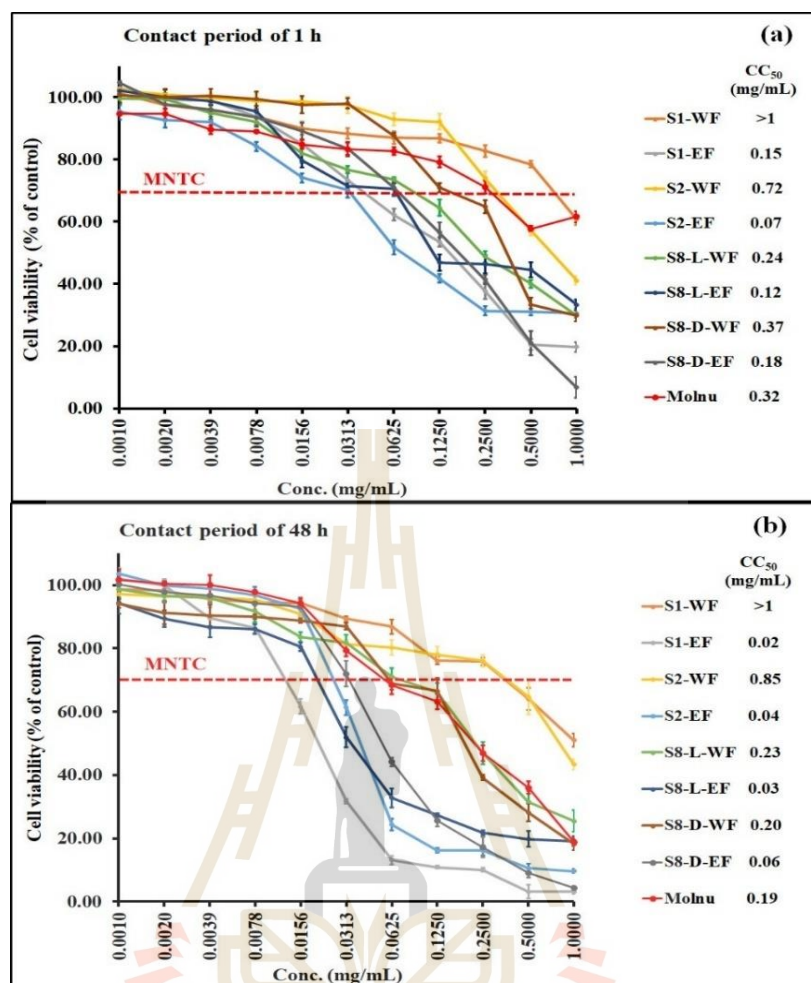 Contact period of 1 h
(a)
CC50
(mg/mL)
S1-WF >1
S1-EF 0.15
S2-WF 0.72
S2-EF 0.07
S8-L-WF 0.24
S8-L-EF 0.12
S8-D-WF 0.37
S8-D-EF 0.18
Molnu 0.32
MNTC
Cell viability (% of control)
100.00
80.00
60.00
40.00
20.00
0.00
0.0010
0.0020
0.0039
0.0078
0.0156
0.0313
0.0625
0.1250
0.2500
0.5000
1.0000
Conc. (mg/mL)
Contact period of 48 h
(b)
CC50
(mg/mL)
S1-WF >1
S1-EF 0.02
S2-WF 0.85
S2-EF 0.04
S8-L-WF 0.23
S8-L-EF 0.03
S8-D-WF 0.20
S8-D-EF 0.06
Molnu 0.19
MNTC
Cell viability (% of control)
100.00
80.00
60.00
40.00
20.00
0.00
0.0010
0.0020
0.0039
0.0078
0.0156
0.0313
0.0625
0.1250
0.2500
0.5000
1.0000
Conc. (mg/mL)